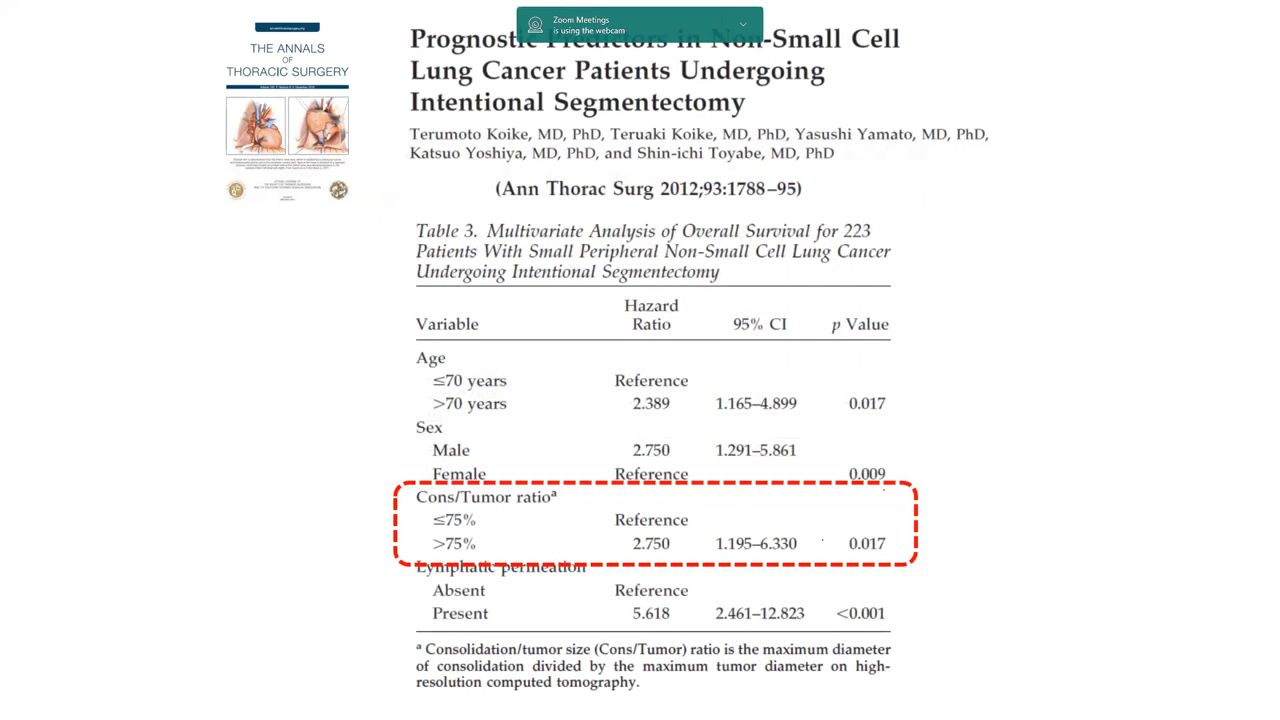 Zoom Meetings
is using the webcam
THE ANNALS
OF
THORACIC SURGERY
Prognostic Predictors in Non-Small Cell
Lung Cancer Patients Undergoing
Intentional Segmentectomy
Terumoto Koike, MD, PhD, Teruaki Koike, MD, PhD, Yasushi Yamato, MD, PhD,
Katsuo Yoshiya, MD, PhD, and Shin-ichi Toyabe, MD, PhD
(Ann Thorac Surg 2012;93:1788–95)
Table 3. Multivariate Analysis of Overall Survival for 223
Patients With Small Peripheral Non-Small Cell Lung Cancer
Undergoing Intentional Segmentectomy
Hazard
Variable Ratio 95% CI p Value
Age
≤70 years Reference
>70 years 2.389 1.165–4.899 0.017
Sex
Male 2.750 1.291–5.861
Female Reference 0.009
Cons/Tumor ratioᵃ
≤75% Reference
>75% 2.750 1.195–6.330 0.017
Lymphatic permeation
Absent Reference
Present 5.618 2.461–12.823 <0.001
ᵃ Consolidation/tumor size (Cons/Tumor) ratio is the maximum diameter
of consolidation divided by the maximum tumor diameter on high-
resolution computed tomography.